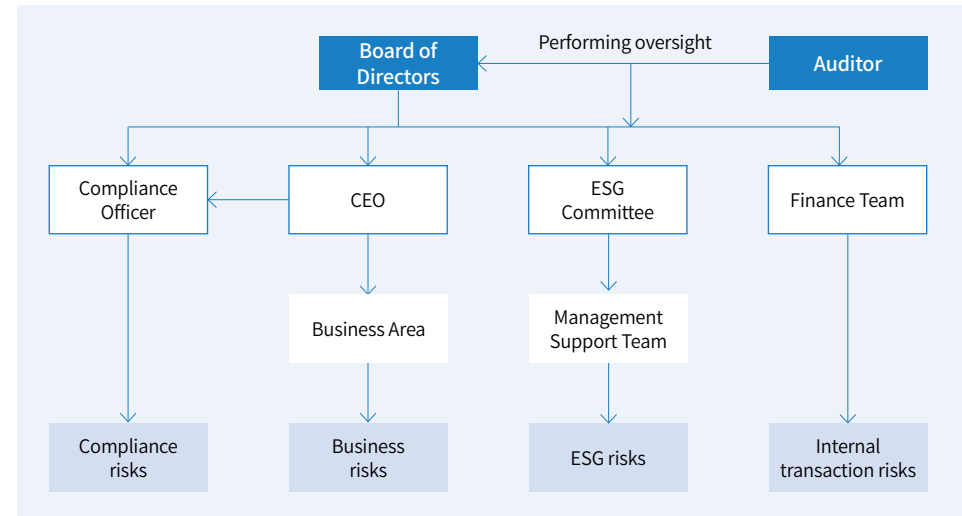 Performing oversight
Board of
Directors
Auditor
Compliance
Officer
CEO
ESG
Committee
Finance Team
Business Area
Management
Support Team
Compliance
risks
Business
risks
ESG risks
Internal
transaction risks